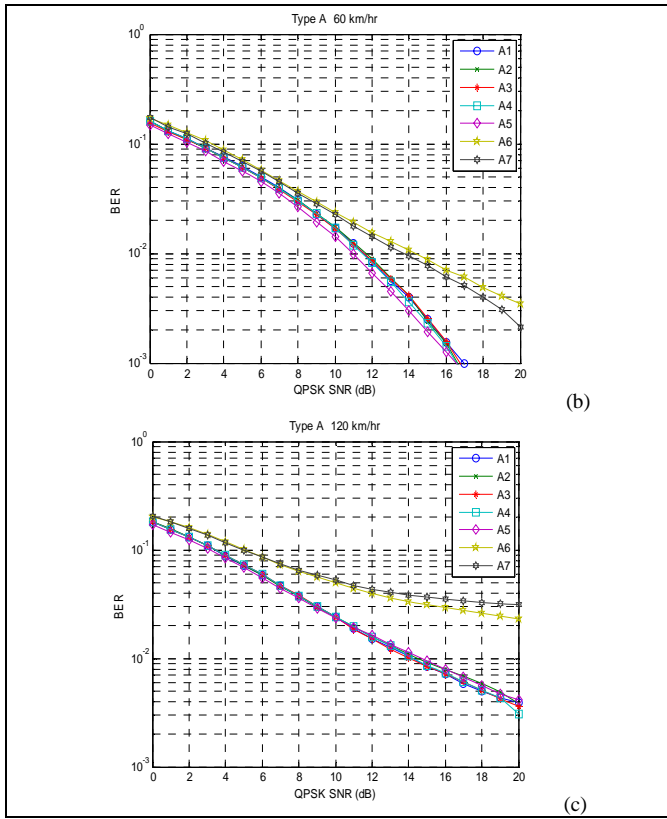 Type A 60 km/hr
10^0
10^-1
10^-2
10^-3
BER
A1
A2
A3
A4
A5
A6
A7
0 2 4 6 8 10 12 14 16 18 20
QPSK SNR (dB)
(b)
Type A 120 km/hr
10^0
10^-1
10^-2
10^-3
BER
A1
A2
A3
A4
A5
A6
A7
0 2 4 6 8 10 12 14 16 18 20
QPSK SNR (dB)
(c)